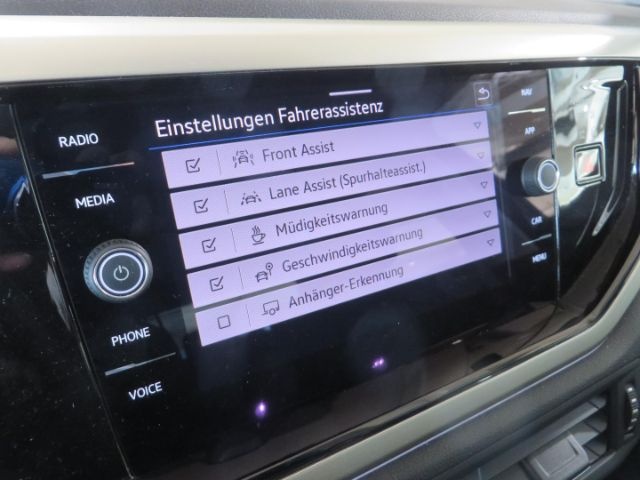 Einstellungen Fahrerassistenz
Front Assist
Lane Assist (Spurhalteassist.)
Müdigkeitswarnung
Geschwindigkeitswarnung
Anhänger-Erkennung
RADIO
MEDIA
PHONE
VOICE
NAV
APP
CAR
MENU